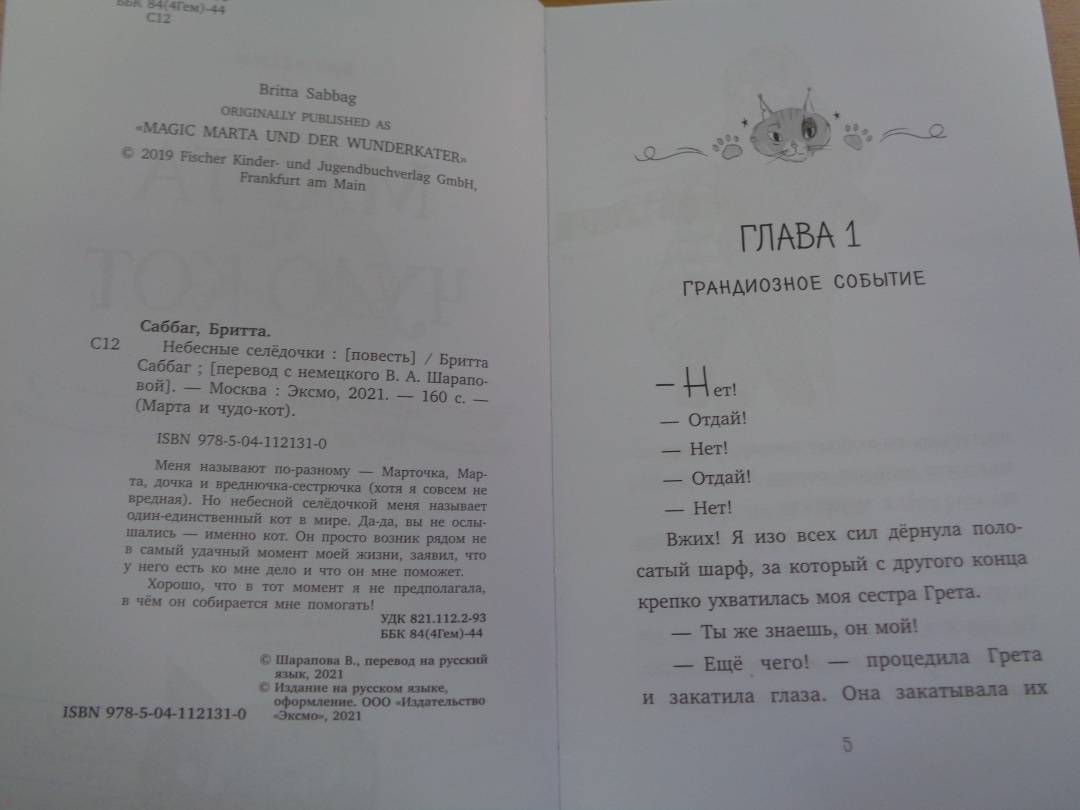 ББК 84(4Гем)-44
С12
Britta Sabbag
ORIGINALLY PUBLISHED AS
«MAGIC MARTA UND DER WUNDERKATER»
© 2019 Fischer Kinder- und Jugendbuchverlag GmbH,
Frankfurt am Main
Саббаг, Бритта.
С12 Небесные селёдочки : [повесть] / Бритта
Саббаг ; [перевод с немецкого В. А. Шарапо-
вой]. — Москва : Эксмо, 2021. — 160 с. —
(Марта и чудо-кот).
ISBN 978-5-04-112131-0
Меня называют по-разному — Марточка, Мар-
та, дочка и вреднючка-сестрючка (хотя я совсем не
вредная). Но небесной селёдочкой меня называет
один-единственный кот в мире. Да-да, вы не ослы-
шались — именно кот. Он просто возник рядом не
в самый удачный момент моей жизни, заявил, что
у него есть ко мне дело и что он мне поможет.
Хорошо, что в тот момент я не предполагала,
в чём он собирается мне помогать!
УДК 821.112.2-93
ББК 84(4Гем)-44
© Шарапова В., перевод на русский
язык, 2021
© Издание на русском языке,
оформление. ООО «Издательство
«Эксмо», 2021
ISBN 978-5-04-112131-0
ГЛАВА 1
ГРАНДИОЗНОЕ СОБЫТИЕ
— Нет!
— Отдай!
— Нет!
— Отдай!
— Нет!
Вжих! Я изо всех сил дёрнула поло-
сатый шарф, за который с другого конца
крепко ухватилась моя сестра Грета.
— Ты же знаешь, он мой!
— Ещё чего! — процедила Грета
и закатила глаза. Она закатывала их
5